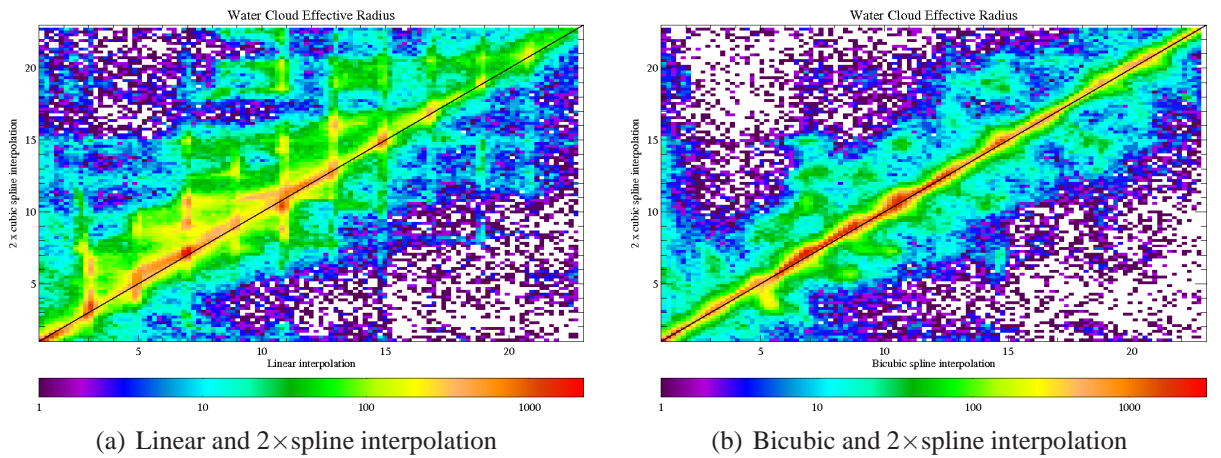 Water Cloud Effective Radius
20
15
10
5
2 x cubic spline interpolation
5 10 15 20
Linear interpolation
1 10 100 1000
(a) Linear and 2×spline interpolation
Water Cloud Effective Radius
20
15
10
5
2 x cubic spline interpolation
5 10 15 20
Bicubic spline interpolation
1 10 100 1000
(b) Bicubic and 2×spline interpolation